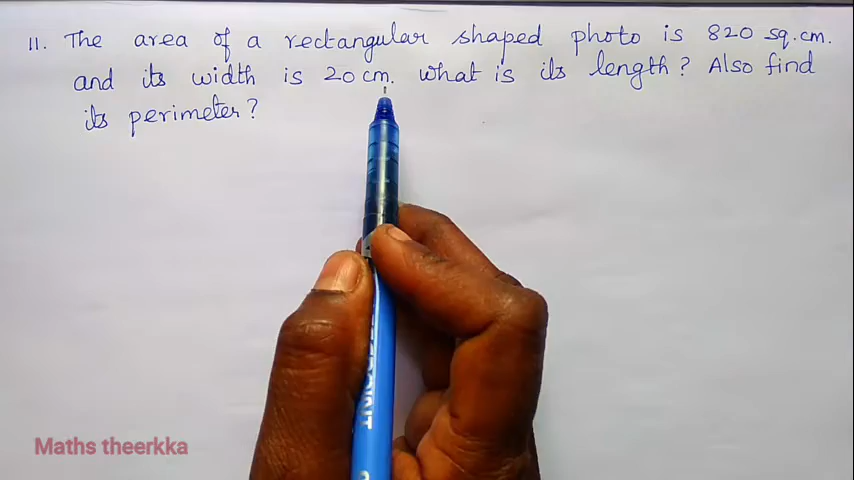 11. The area of a rectangular shaped photo is 820 sq.cm.
and its width is 20 cm. what is its length? Also find
its perimeter?
Maths theerkka